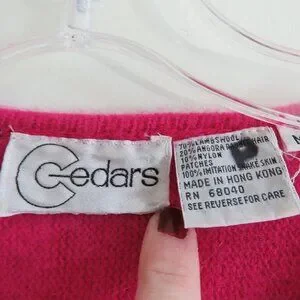 Cedars
70% LAMBSWOOL
20% ANGORA RABBIT HAIR
10% NYLON
PATCHES
100% IMITATION SNAKE SKIN
MADE IN HONG KONG
RN 68040
SEE REVERSE FOR CARE
M